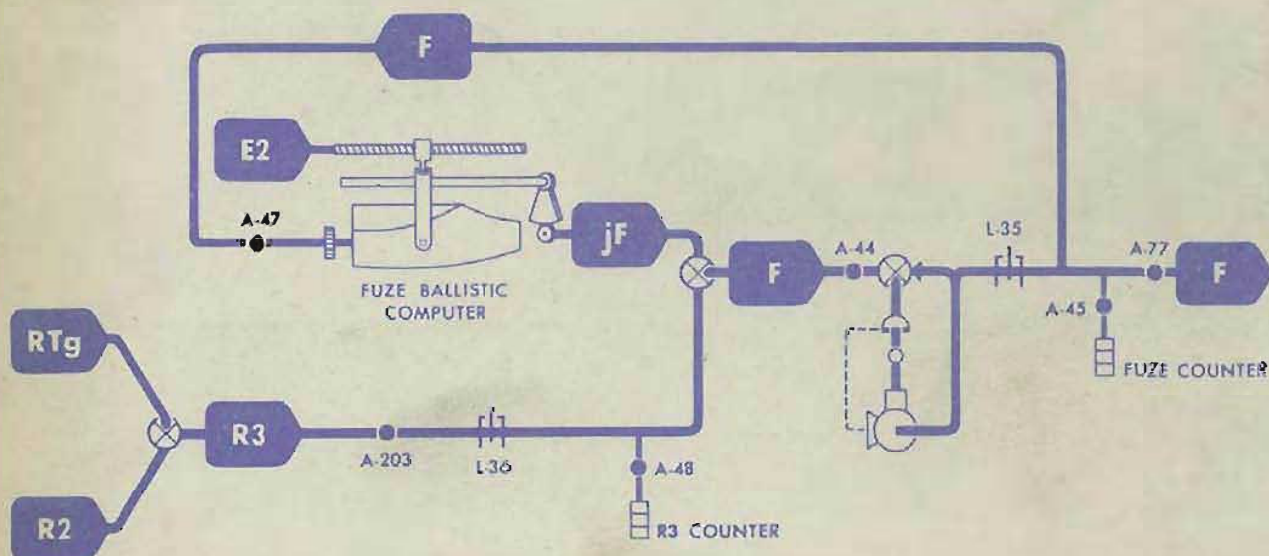 F
E2
A-47
jF
FUZE BALLISTIC
COMPUTER
F
A-44
L-35
A-77
F
A-45
FUZE COUNTER
RTg
R3
A-203
L-36
A-48
R3 COUNTER
R2